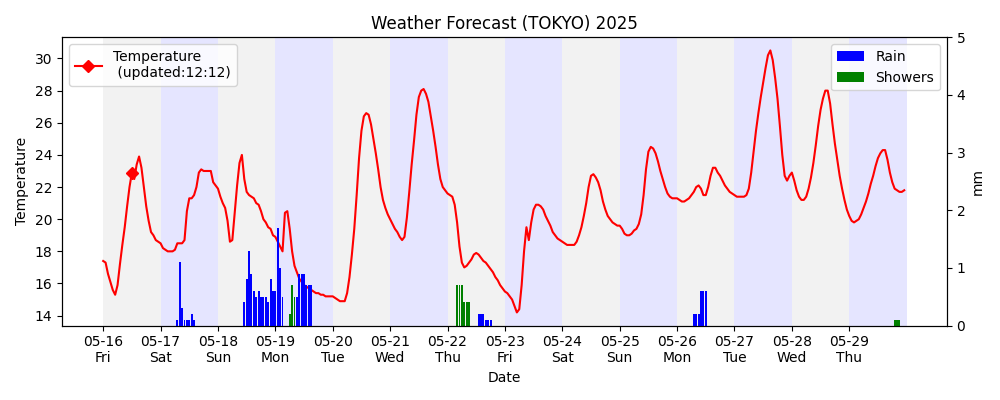 Weather Forecast (TOKYO) 2025
Temperature
(updated:12:12)
Rain
Showers
Temperature
30
28
26
24
22
20
18
16
14
5
4
3
2
1
0
mm
05-16 05-17 05-18 05-19 05-20 05-21 05-22 05-23 05-24 05-25 05-26 05-27 05-28 05-29
Fri Sat Sun Mon Tue Wed Thu Fri Sat Sun Mon Tue Wed Thu
Date